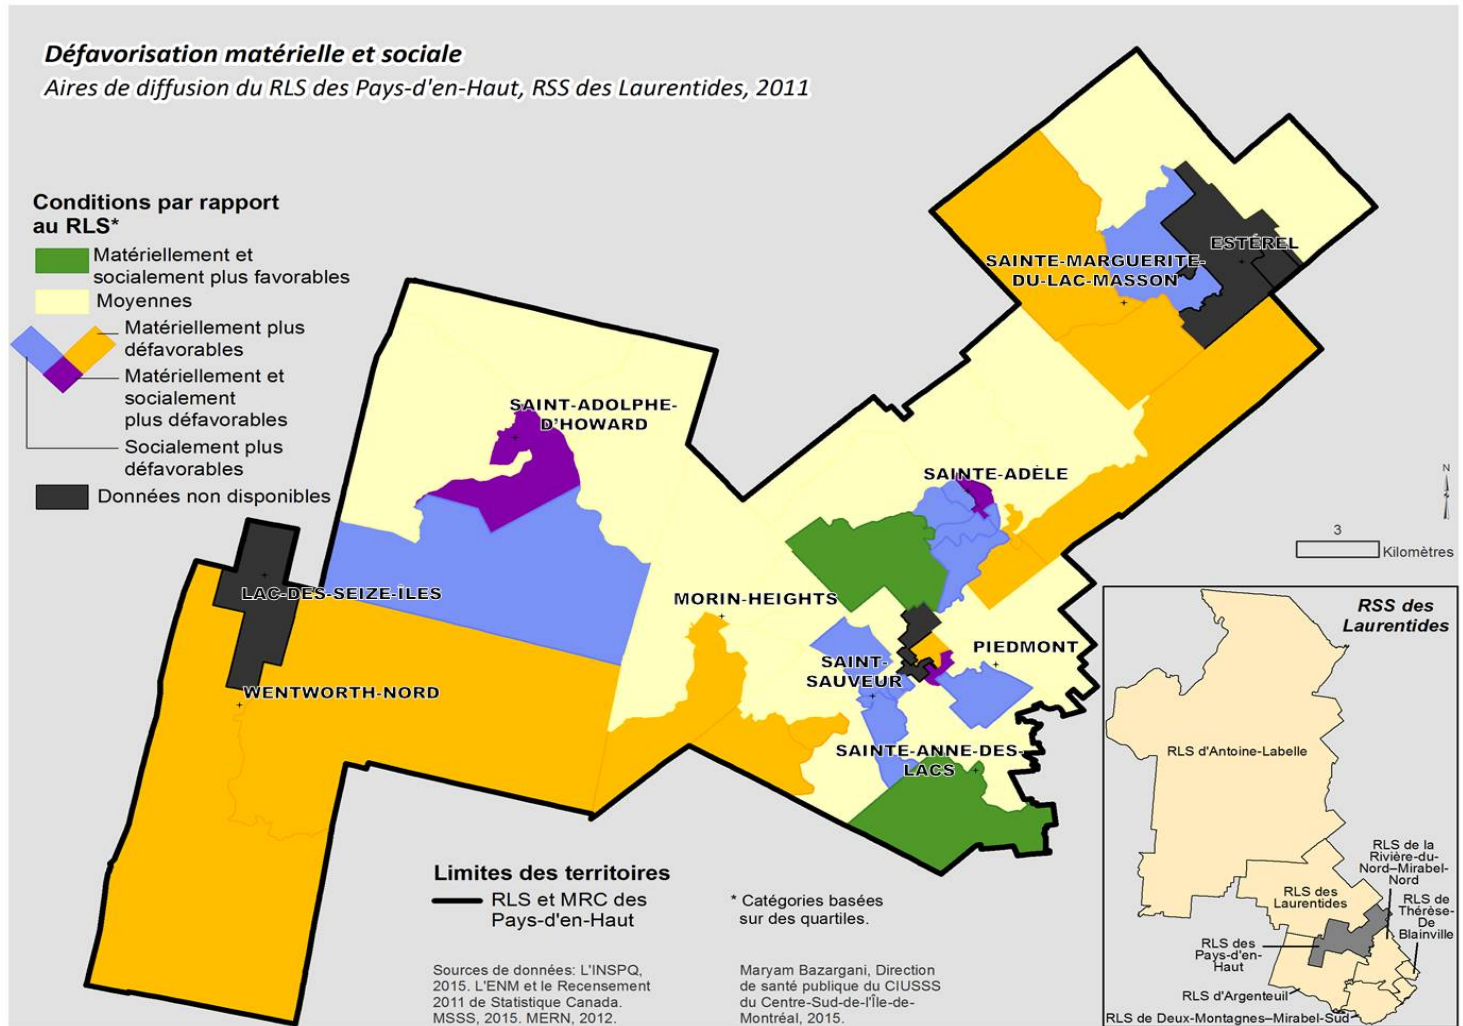 Défavorisation matérielle et sociale
Aires de diffusion du RLS des Pays-d'en-Haut, RSS des Laurentides, 2011
Conditions par rapport
au RLS*
Matériellement et
socialement plus favorables
Moyennes
Matériellement plus
défavorables
Matériellement et
socialement
plus défavorables
Socialement plus
défavorables
Données non disponibles
ESTÉREL
SAINTE-MARGUERITE-
DU-LAC-MASSON
SAINT-ADOLPHE-
D'HOWARD
SAINTE-ADÈLE
LAC-DES-SEIZE-ÎLES
MORIN-HEIGHTS
PIEDMONT
SAINT-
SAUVEUR
WENTWORTH-NORD
SAINTE-ANNE-DES-
LACS
N
3
Kilomètres
Limites des territoires
RLS et MRC des
Pays-d'en-Haut
* Catégories basées
sur des quartiles.
Sources de données: L'INSPQ,
2015. L'ENM et le Recensement
2011 de Statistique Canada.
MSSS, 2015. MERN, 2012.
Maryam Bazargani, Direction
de santé publique du CIUSSS
du Centre-Sud-de-l'Île-de-
Montréal, 2015.
RSS des
Laurentides
RLS d'Antoine-Labelle
RLS de la
Rivière-du-
Nord–Mirabel-
Nord
RLS des
Laurentides
RLS de
Thérèse-
De
Blainville
RLS des
Pays-d'en-
Haut
RLS d'Argenteuil
RLS de Deux-Montagnes–Mirabel-Sud